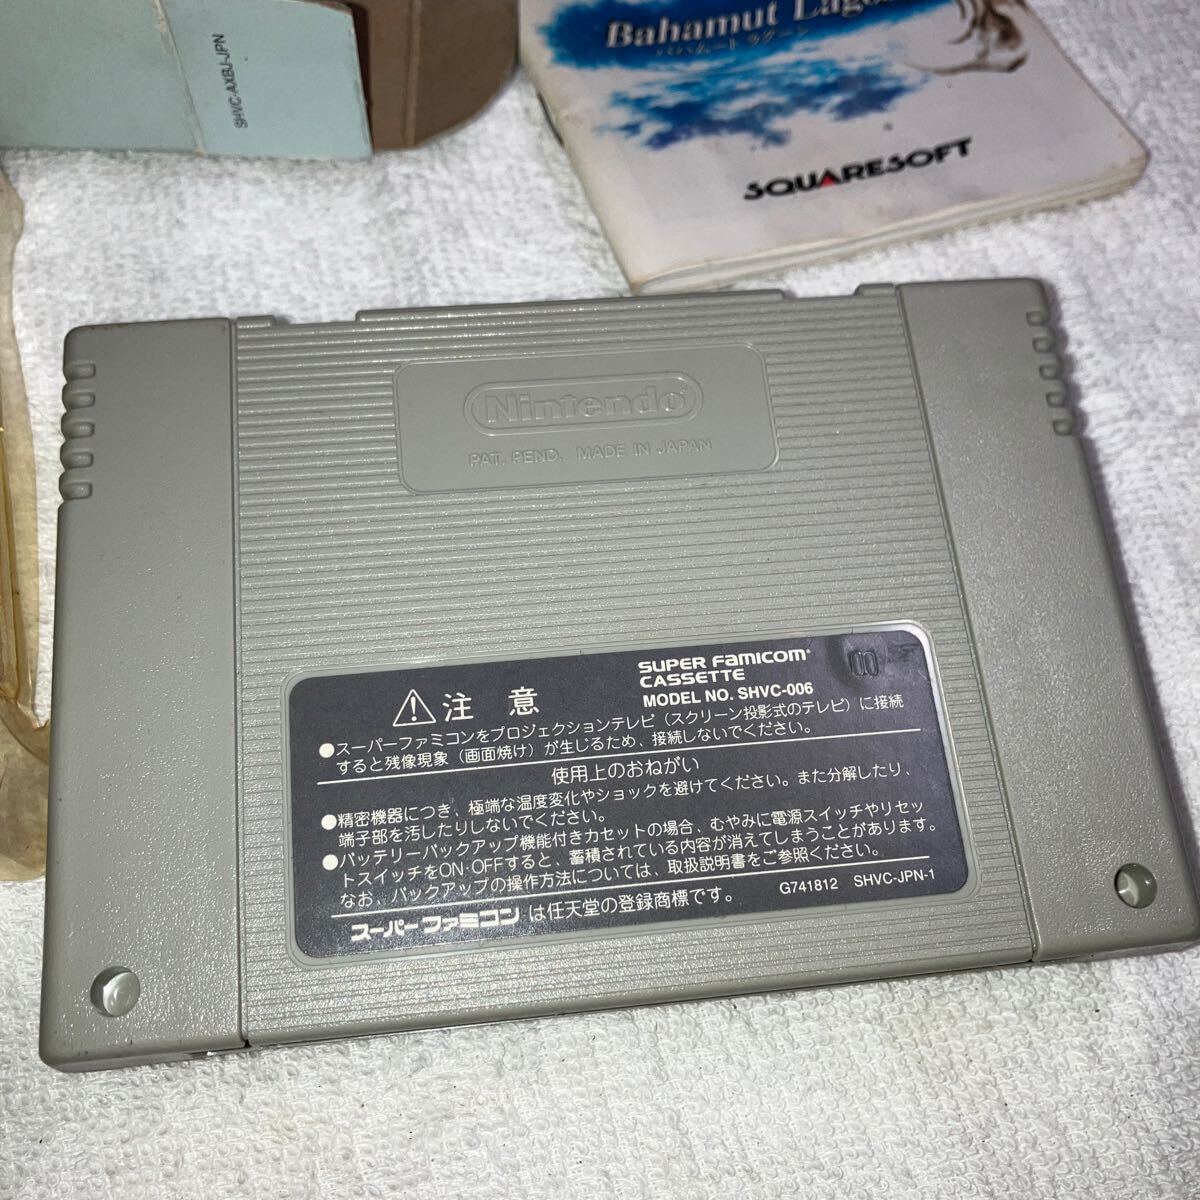 SHVC-AXBJ-JPN
Bahamut
バハムート ラグーン
SQUARESOFT
Nintendo
PAT. PEND. MADE IN JAPAN
注 意
SUPER FAMICOM
CASSETTE
MODEL NO. SHVC-006
00
●スーパーファミコンをプロジェクションテレビ（スクリーン投影式のテレビ）に接続
すると残像現象（画面焼け）が生じるため、接続しないでください。
使用上のおねがい
●精密機器につき、極端な温度変化やショックを避けてください。また分解したり、
端子部を汚したりしないでください。
●バッテリーバックアップ機能付きカセットの場合、むやみに電源スイッチやリセッ
トスイッチをON・OFFすると、蓄積されている内容が消えてしまうことがあります。
なお、バックアップの操作方法については、取扱説明書をご参照ください。
スーパーファミコン は任天堂の登録商標です。
G741812 SHVC-JPN-1